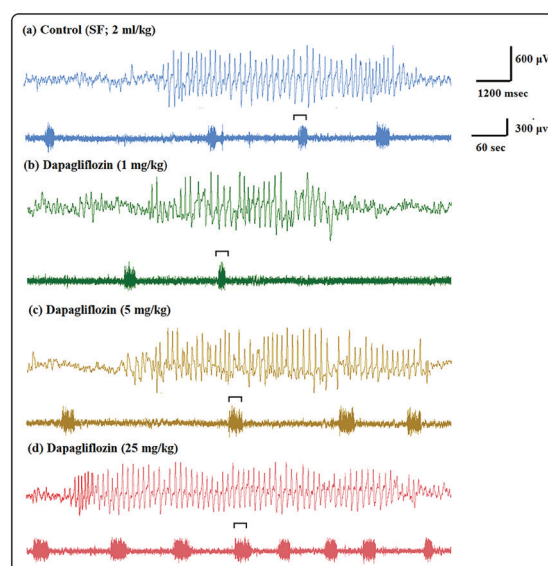 (a) Control (SF; 2 ml/kg)
600 μV
1200 msec
300 μv
60 sec
(b) Dapagliflozin (1 mg/kg)
(c) Dapagliflozin (5 mg/kg)
(d) Dapagliflozin (25 mg/kg)